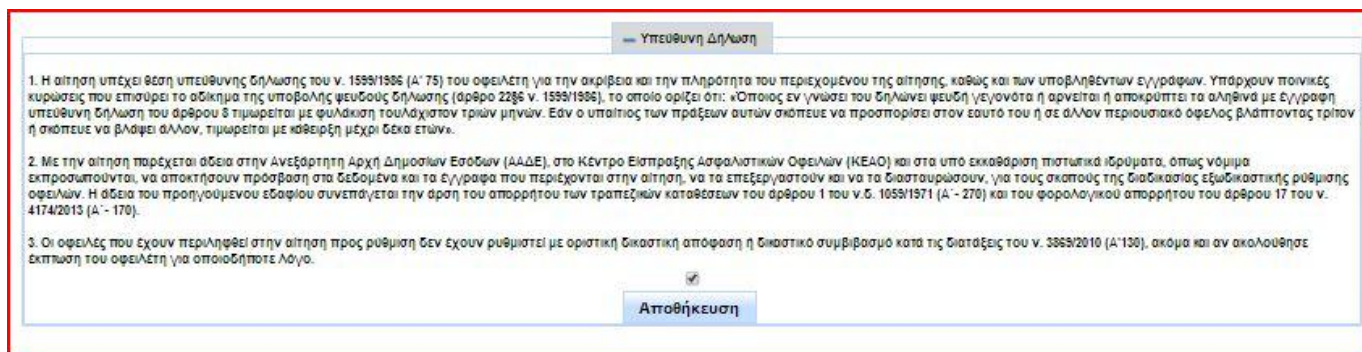 Υπεύθυνη Δήλωση
1. Η αίτηση υπέχει θέση υπεύθυνης δήλωσης του ν. 1599/1986 (Α' 75) του οφειλέτη για την ακρίβεια και την πληρότητα του περιεχομένου της αίτησης, καθώς και των υποβληθέντων εγγράφων. Υπάρχουν ποινικές
κυρώσεις που επισύρει το αδίκημα της υποβολής ψευδούς δήλωσης (άρθρο 22§6 ν. 1599/1986), το οποίο ορίζει ότι: «Όποιος εν γνώσει του δηλώνει ψευδή γεγονότα ή αρνείται ή αποκρύπτει τα αληθινά με έγγραφη
υπεύθυνη δήλωση του άρθρου 8 τιμωρείται με φυλάκιση τουλάχιστον τριών μηνών. Εάν ο υπαίτιος των πράξεων αυτών σκόπευε να προσπορίσει στον εαυτό του ή σε άλλον περιουσιακό όφελος βλάπτοντας τρίτον
ή σκόπευε να βλάψει άλλον, τιμωρείται με κάθειρξη μέχρι δέκα ετών».
2. Με την αίτηση παρέχεται άδεια στην Ανεξάρτητη Αρχή Δημοσίων Εσόδων (ΑΑΔΕ), στο Κέντρο Είσπραξης Ασφαλιστικών Οφειλών (ΚΕΑΟ) και στα υπό εκκαθάριση πιστωτικά ιδρύματα, όπως νόμιμα
εκπροσωπούνται, να αποκτήσουν πρόσβαση στα δεδομένα και τα έγγραφα που περιέχονται στην αίτηση, να τα επεξεργαστούν και να τα διασταυρώσουν, για τους σκοπούς της διαδικασίας εξωδικαστικής ρύθμισης
οφειλών. Η άδεια του προηγούμενου εδαφίου συνεπάγεται την άρση του απορρήτου των τραπεζικών καταθέσεων του άρθρου 1 του ν.δ. 1059/1971 (Α΄- 270) και του φορολογικού απορρήτου του άρθρου 17 του ν.
4174/2013 (Α΄- 170).
3. Οι οφειλές που έχουν περιληφθεί στην αίτηση προς ρύθμιση δεν έχουν ρυθμιστεί με οριστική δικαστική απόφαση ή δικαστικό συμβιβασμό κατά τις διατάξεις του ν. 3869/2010 (Α'130), ακόμα και αν ακολούθησε
έκπτωση του οφειλέτη για οποιοδήποτε λόγο.
Αποθήκευση